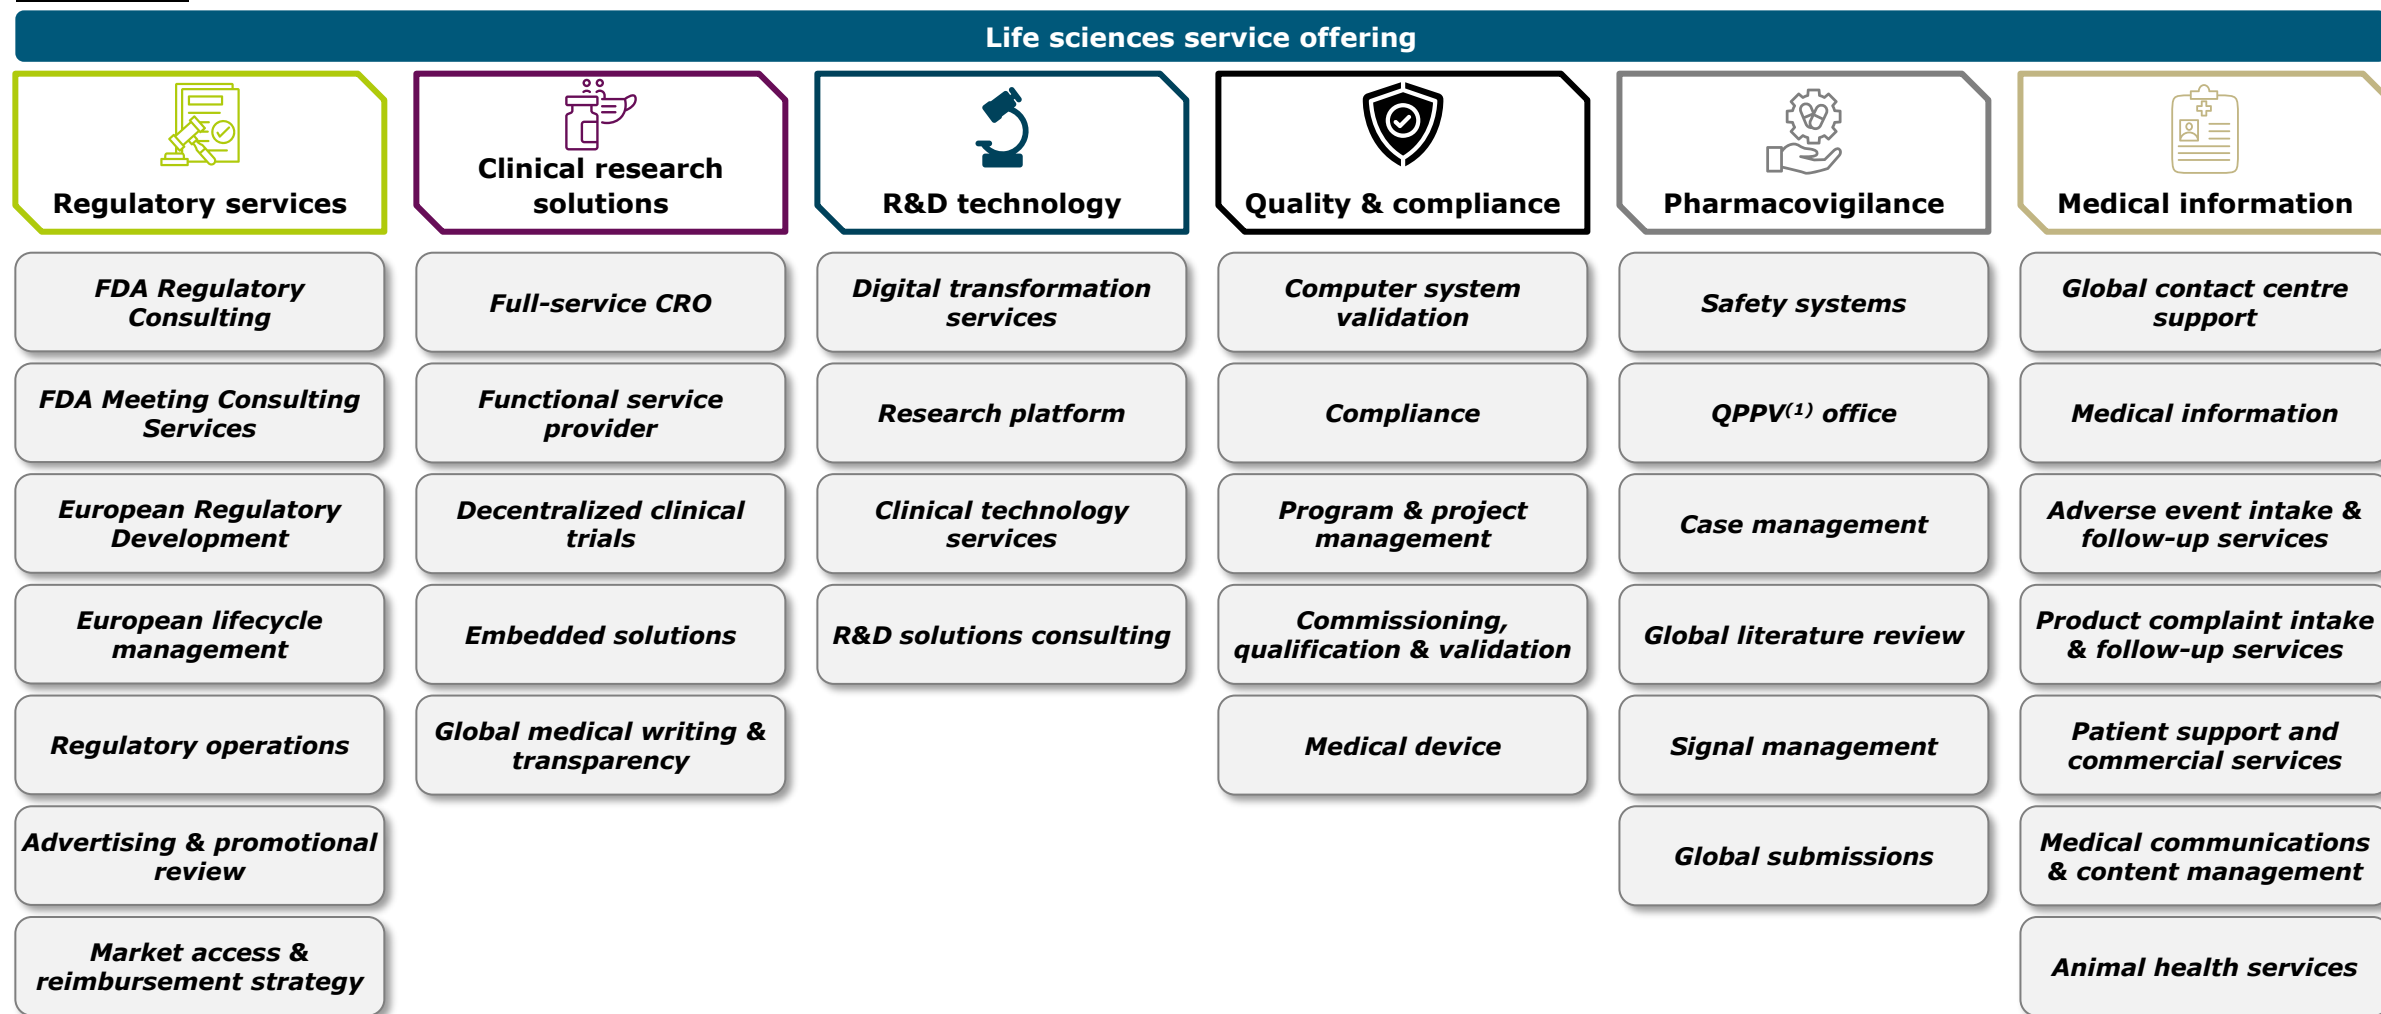 Life sciences service offering
Regulatory services
FDA Regulatory
Consulting
FDA Meeting Consulting
Services
European Regulatory
Development
European lifecycle
management
Regulatory operations
Advertising & promotional
review
Market access &
reimbursement strategy
Clinical research
solutions
Full-service CRO
Functional service
provider
Decentralized clinical
trials
Embedded solutions
Global medical writing &
transparency
R&D technology
Digital transformation
services
Research platform
Clinical technology
services
R&D solutions consulting
Quality & compliance
Computer system
validation
Compliance
Program & project
management
Commissioning,
qualification & validation
Medical device
Pharmacovigilance
Safety systems
QPPV(1) office
Case management
Global literature review
Signal management
Global submissions
Medical information
Global contact centre
support
Medical information
Adverse event intake &
follow-up services
Product complaint intake
& follow-up services
Patient support and
commercial services
Medical communications
& content management
Animal health services